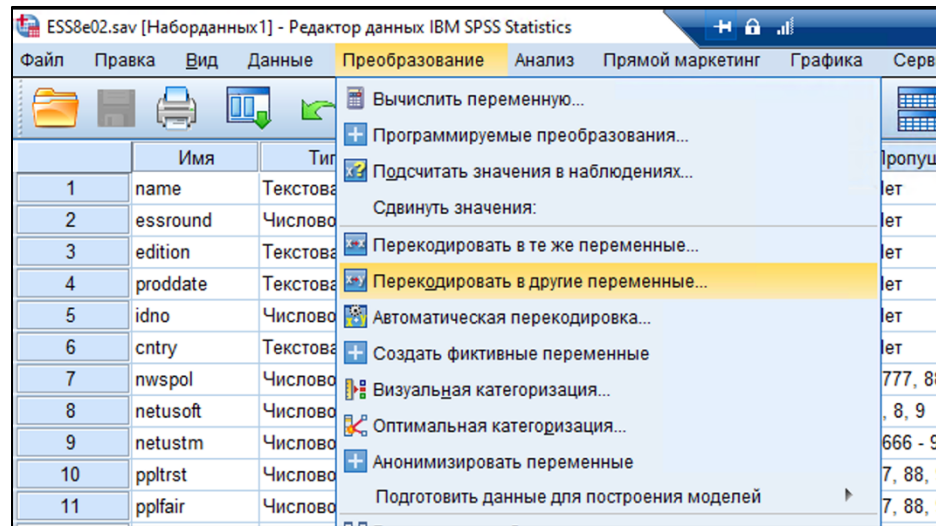 ESS8e02.sav [Наборданных1] - Редактор данных IBM SPSS Statistics
Файл Правка Вид Данные Преобразование Анализ Прямой маркетинг Графика Серв
Вычислить переменную...
Программируемые преобразования...
Подсчитать значения в наблюдениях...
Сдвинуть значения:
Перекодировать в те же переменные...
Перекодировать в другие переменные...
Автоматическая перекодировка...
Создать фиктивные переменные
Визуальная категоризация...
Оптимальная категоризация...
Анонимизировать переменные
Подготовить данные для построения моделей
Имя Тип Пропущ
1 name Текстова Нет
2 essround Числово Нет
3 edition Текстова Нет
4 proddate Текстова Нет
5 idno Числово Нет
6 cntry Текстова Нет
7 nwspol Числово 777, 88
8 netusoft Числово , 8, 9
9 netustm Числово 666 - 9
10 ppltrst Числово 7, 88,
11 pplfair Числово 7, 88,